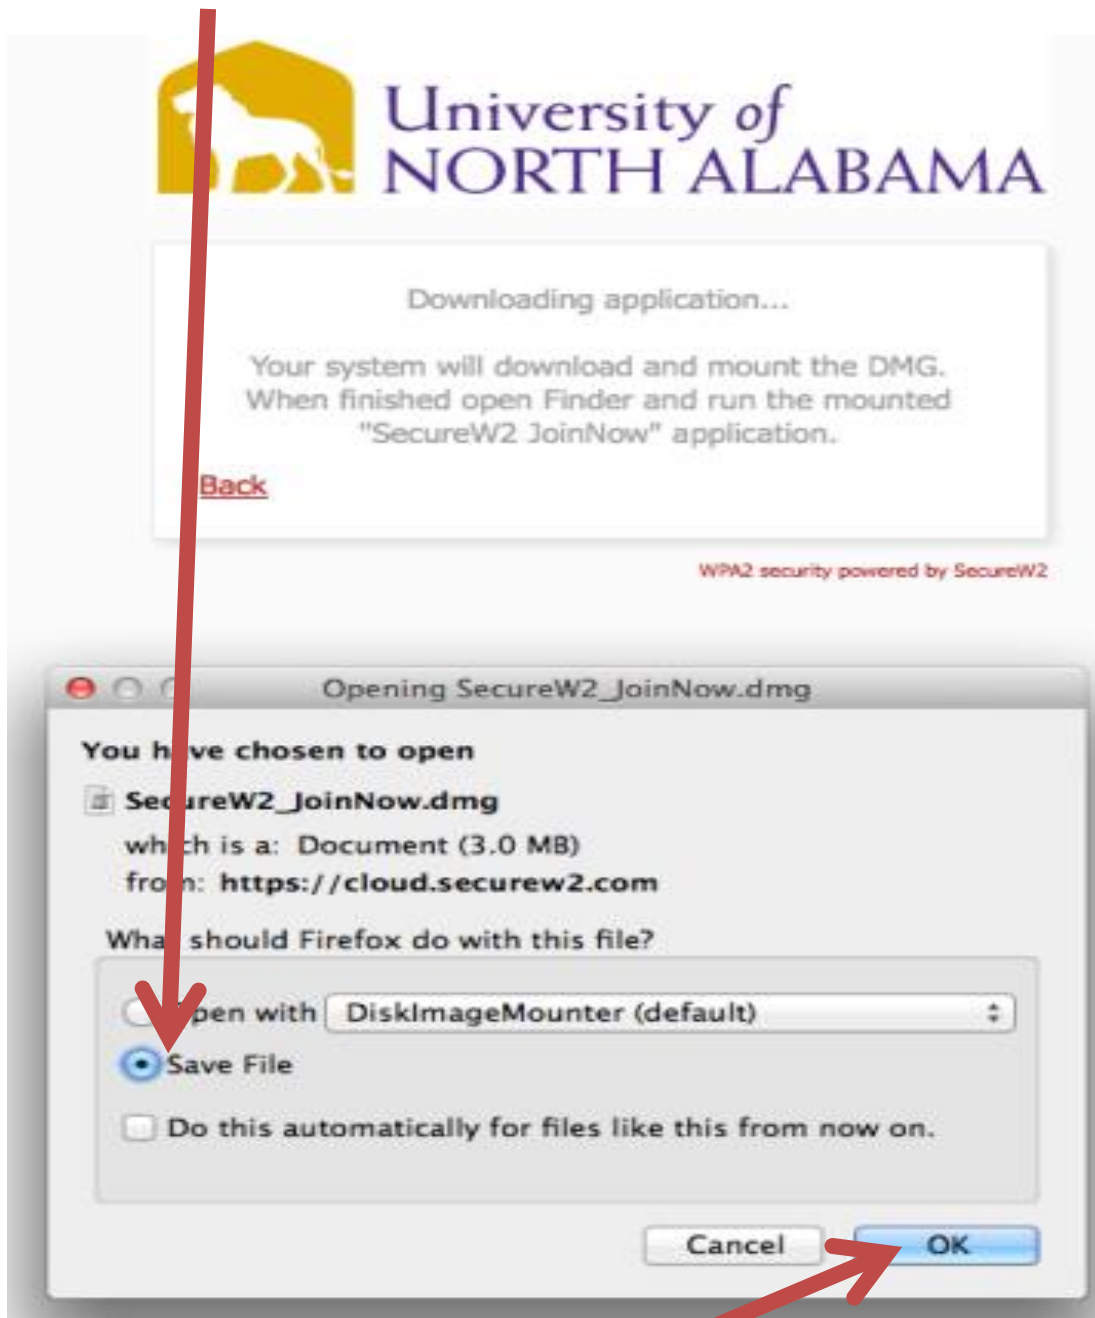 University of
NORTH ALABAMA
Downloading application...
Your system will download and mount the DMG.
When finished open Finder and run the mounted
"SecureW2 JoinNow" application.
Back
WPA2 security powered by SecureW2
Opening SecureW2_JoinNow.dmg
You have chosen to open
SecureW2_JoinNow.dmg
which is a: Document (3.0 MB)
from: https://cloud.securew2.com
What should Firefox do with this file?
Open with DiskImageMounter (default)
Save File
Do this automatically for files like this from now on.
Cancel OK